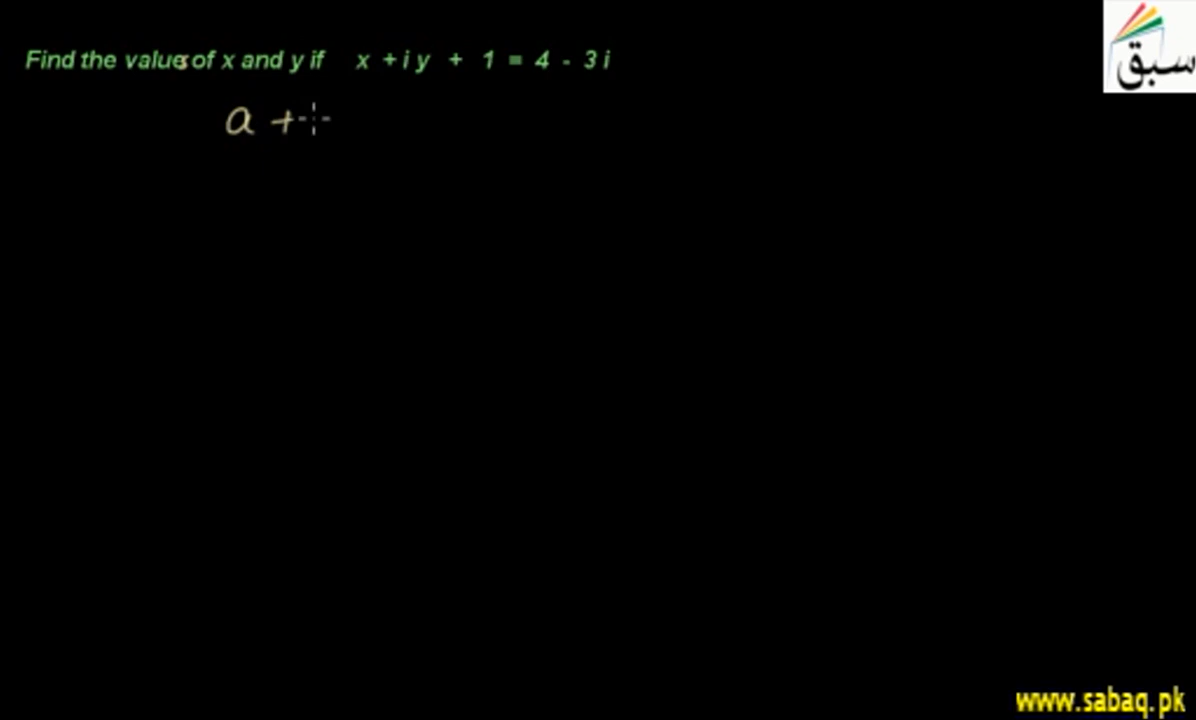 سبق
Find the values of x and y if x + i y + 1 = 4 - 3 i
a +
www.sabaq.pk